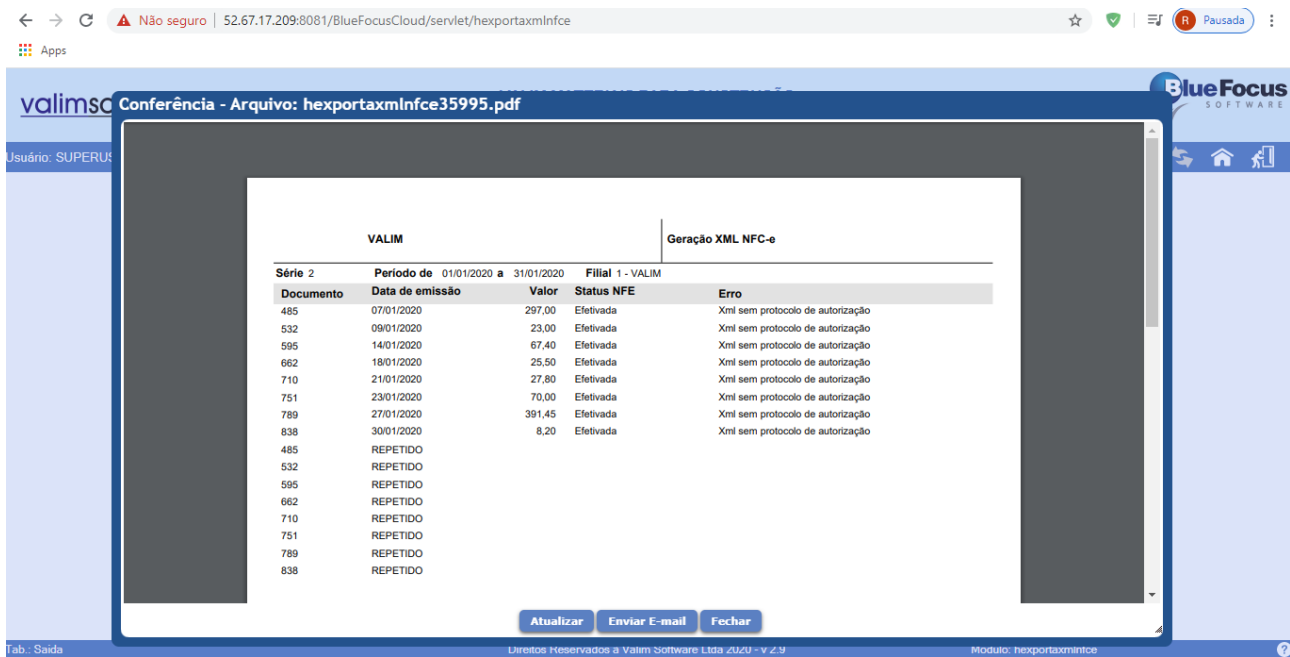 Não seguro | 52.67.17.209:8081/BlueFocusCloud/servlet/hexportaxmlnfce
R Pausada
Apps
valimso
BlueFocus
SOFTWARE
Conferência - Arquivo: hexportaxmlnfce35995.pdf
Usuário: SUPERUS
VALIM Geração XML NFC-e
Série 2 Período de 01/01/2020 a 31/01/2020 Filial 1 - VALIM
Documento Data de emissão Valor Status NFE Erro
485 07/01/2020 297,00 Efetivada Xml sem protocolo de autorização
532 09/01/2020 23,00 Efetivada Xml sem protocolo de autorização
595 14/01/2020 67,40 Efetivada Xml sem protocolo de autorização
662 18/01/2020 25,50 Efetivada Xml sem protocolo de autorização
710 21/01/2020 27,80 Efetivada Xml sem protocolo de autorização
751 23/01/2020 70,00 Efetivada Xml sem protocolo de autorização
789 27/01/2020 391,45 Efetivada Xml sem protocolo de autorização
838 30/01/2020 8,20 Efetivada Xml sem protocolo de autorização
485 REPETIDO
532 REPETIDO
595 REPETIDO
662 REPETIDO
710 REPETIDO
751 REPETIDO
789 REPETIDO
838 REPETIDO
Atualizar Enviar E-mail Fechar
Tab.: Saida Direitos Reservados a Valim Software Ltda 2020 - v 2.9 Modulo: hexportaxmlnfce ?